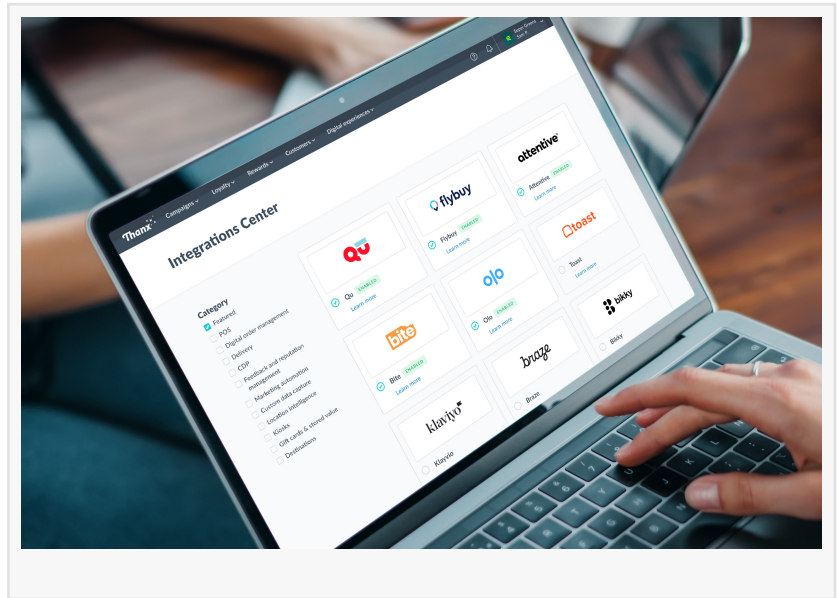 Thanx
Campaigns
Loyalty
Rewards
Customers
Digital experiences
Integrations Center
Category
Featured
POS
Digital order management
Delivery
CDP
Feedback and reputation
management
Marketing automation
Custom data capture
Location intelligence
Kiosks
Gift cards & stored value
Destinations
Qu
Qu ENABLED
Learn more
flybuy
Flybuy ENABLED
Learn more
attentive
Attentive ENABLED
Learn more
bite
Bite ENABLED
Learn more
olo
Olo ENABLED
Learn more
toast
Toast
Learn more
klaviyo
Klayvio
braze
Braze
bikky
Bikky